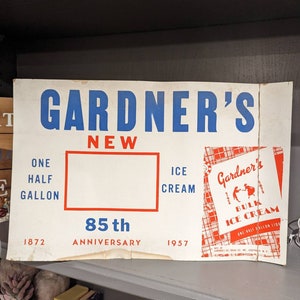 GARDNER'S
NEW
ONE
HALF
GALLON
ICE
CREAM
85th
1872 ANNIVERSARY 1957
Gardner's
BULK
ICE CREAM